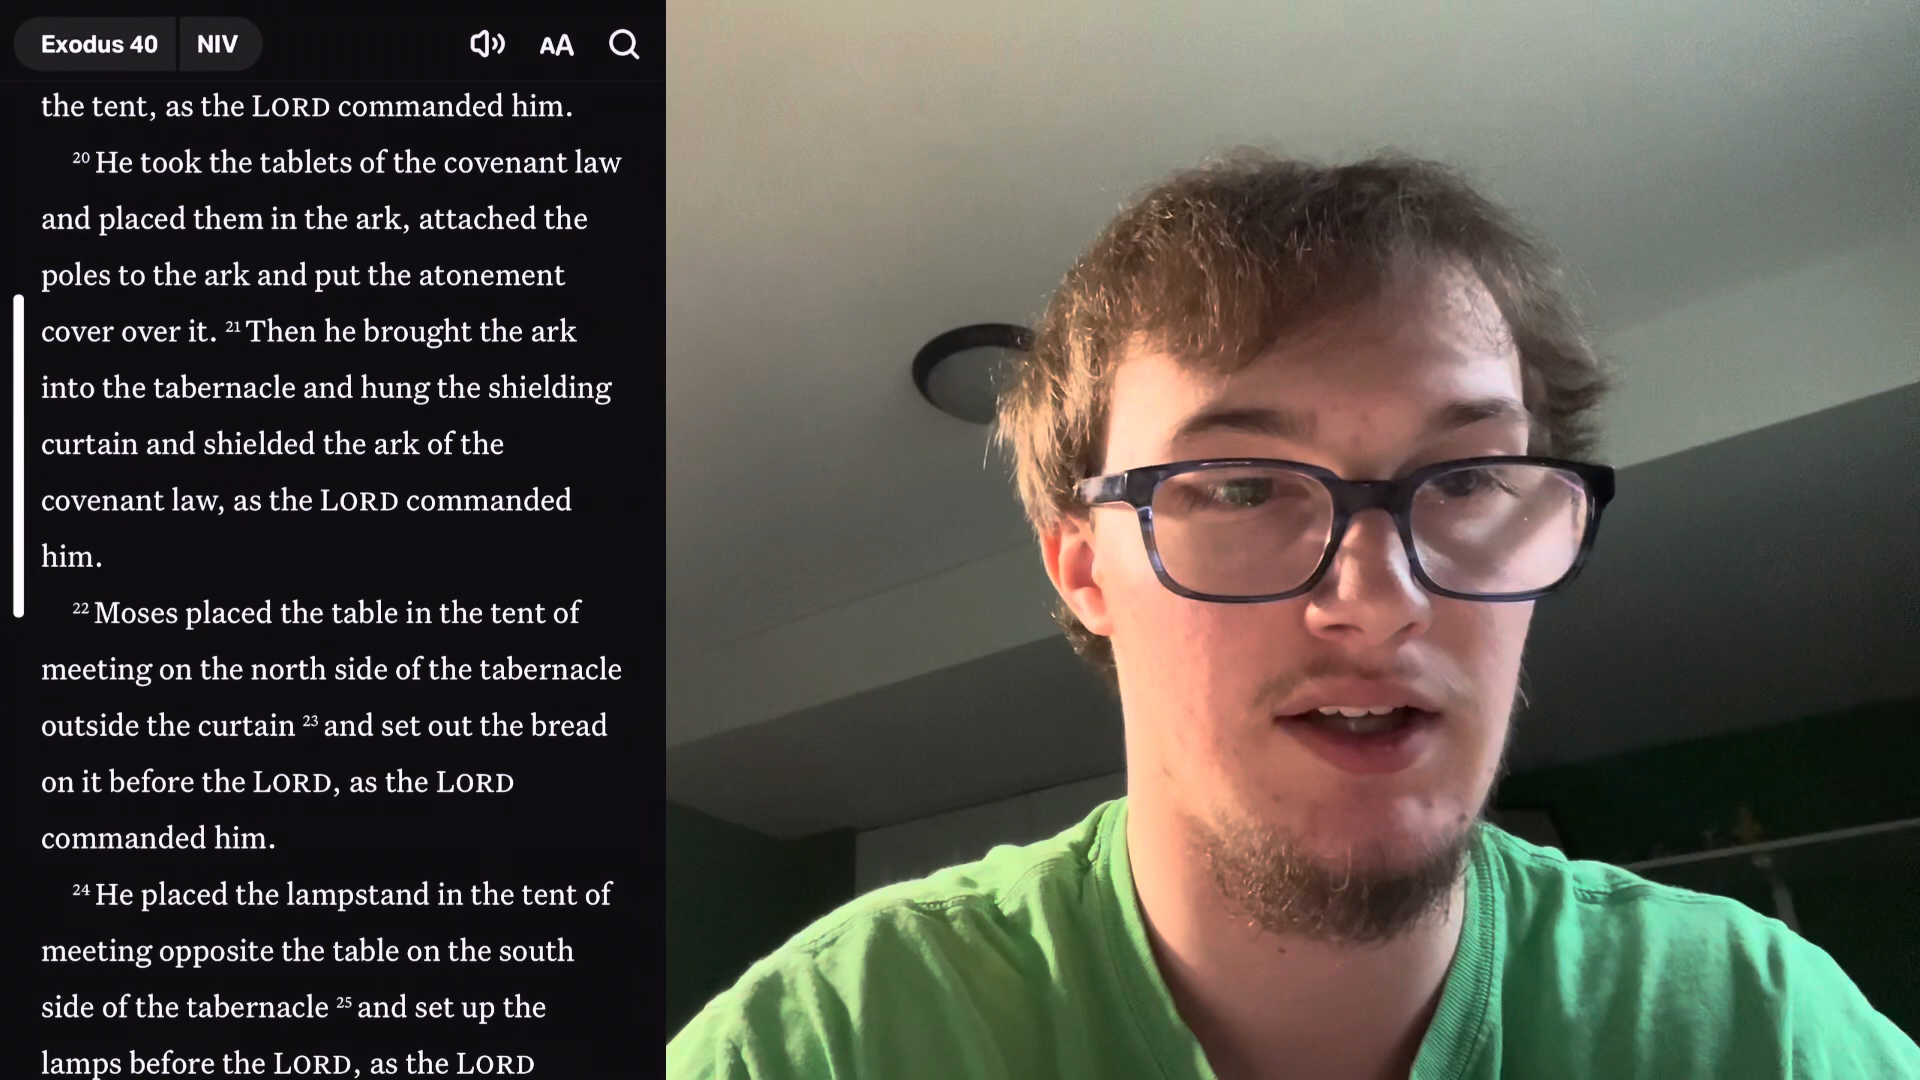 Exodus 40 NIV AA
the tent, as the LORD commanded him.
20 He took the tablets of the covenant law
and placed them in the ark, attached the
poles to the ark and put the atonement
cover over it. 21 Then he brought the ark
into the tabernacle and hung the shielding
curtain and shielded the ark of the
covenant law, as the LORD commanded
him.
22 Moses placed the table in the tent of
meeting on the north side of the tabernacle
outside the curtain 23 and set out the bread
on it before the LORD, as the LORD
commanded him.
24 He placed the lampstand in the tent of
meeting opposite the table on the south
side of the tabernacle 25 and set up the
lamps before the LORD, as the LORD